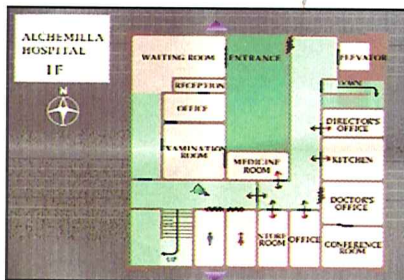 ALCHEMILLA
HOSPITAL
1F
N
WAITING ROOM
ENTRANCE
ELEVATOR
RECEPTION
DOWN
OFFICE
DIRECTOR'S
OFFICE
EXAMINATION
ROOM
KITCHEN
MEDICINE
ROOM
DOCTOR'S
OFFICE
STORE
ROOM
OFFICE
CONFERENCE
ROOM
UP